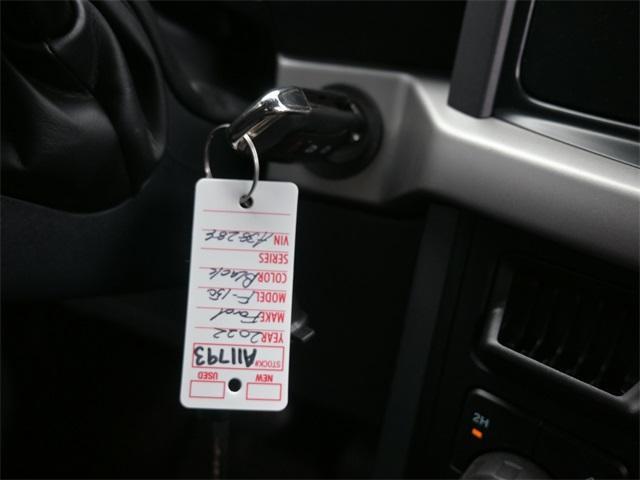 NEW USED
STOCK# A11793
YEAR 2022
MAKE Ford
MODEL F-150
COLOR Black
SERIES
VIN
2H